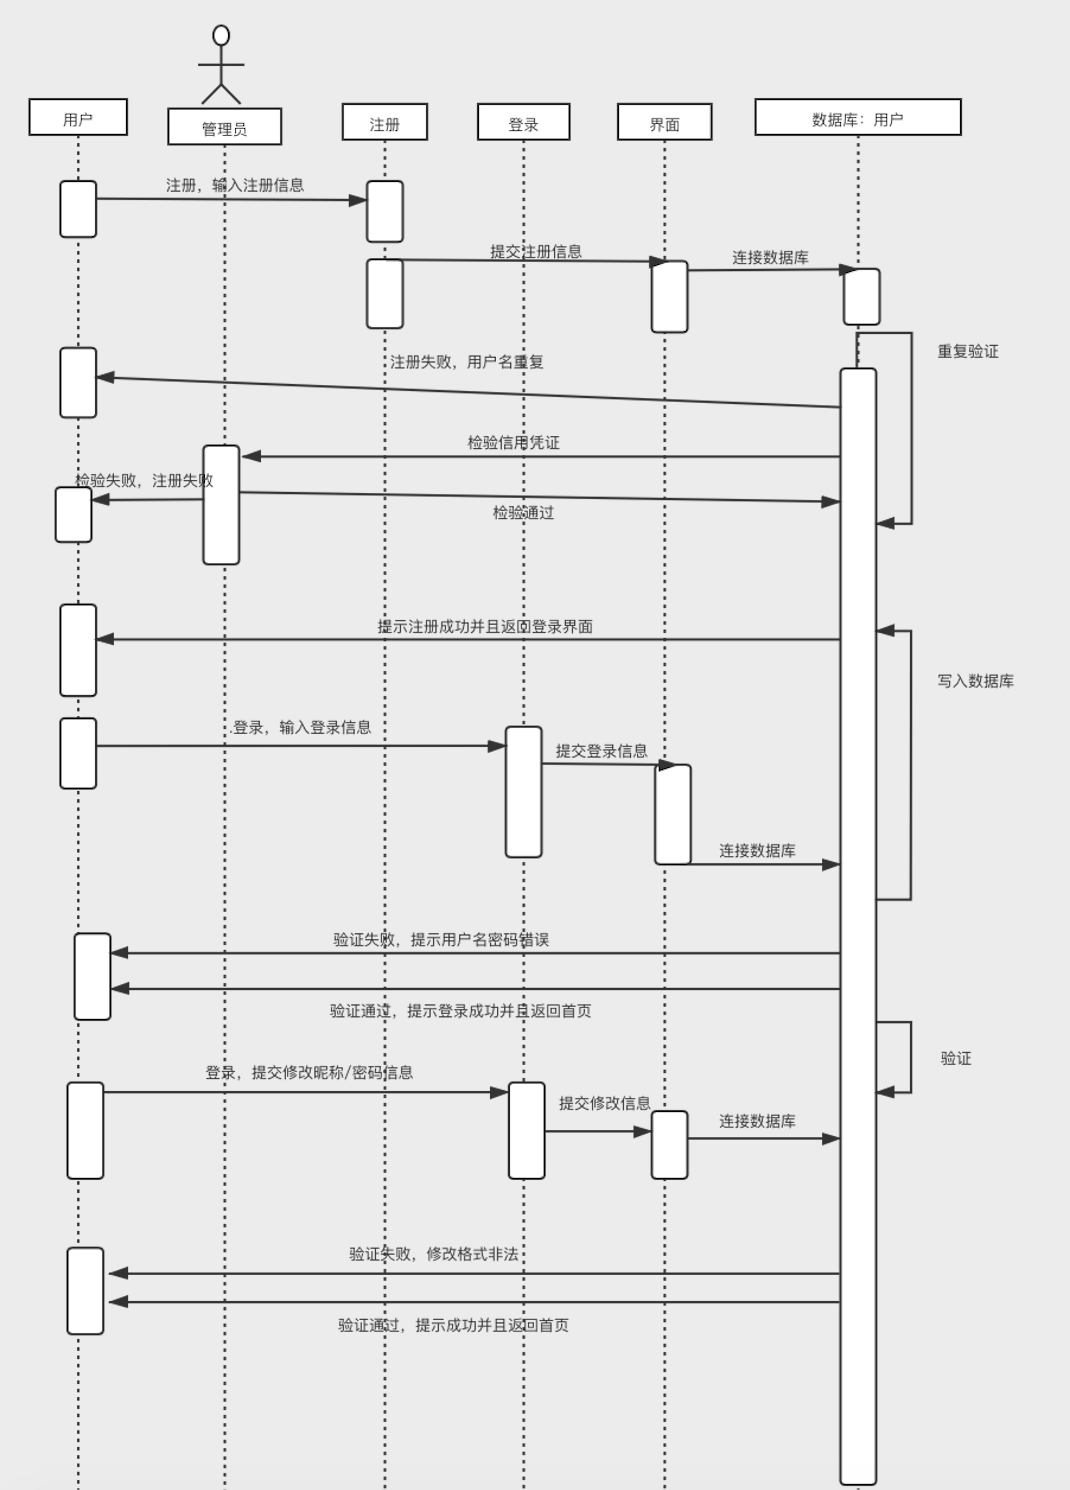 用户
管理员
注册
登录
界面
数据库：用户
注册，输入注册信息
提交注册信息
连接数据库
重复验证
注册失败，用户名重复
检验信用凭证
检验失败，注册失败
检验通过
提示注册成功并且返回登录界面
写入数据库
.登录，输入登录信息
提交登录信息
连接数据库
验证失败，提示用户名密码错误
验证通过，提示登录成功并且返回首页
验证
登录，提交修改昵称/密码信息
提交修改信息
连接数据库
验证失败，修改格式非法
验证通过，提示成功并且返回首页